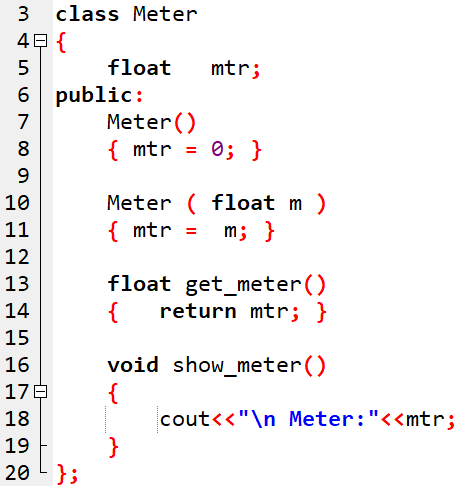 3 class Meter
4 {
5 float mtr;
6 public:
7 Meter()
8 { mtr = 0; }
9
10 Meter ( float m )
11 { mtr = m; }
12
13 float get_meter()
14 { return mtr; }
15
16 void show_meter()
17 {
18 cout<<"\n Meter:"<<mtr;
19 }
20 };